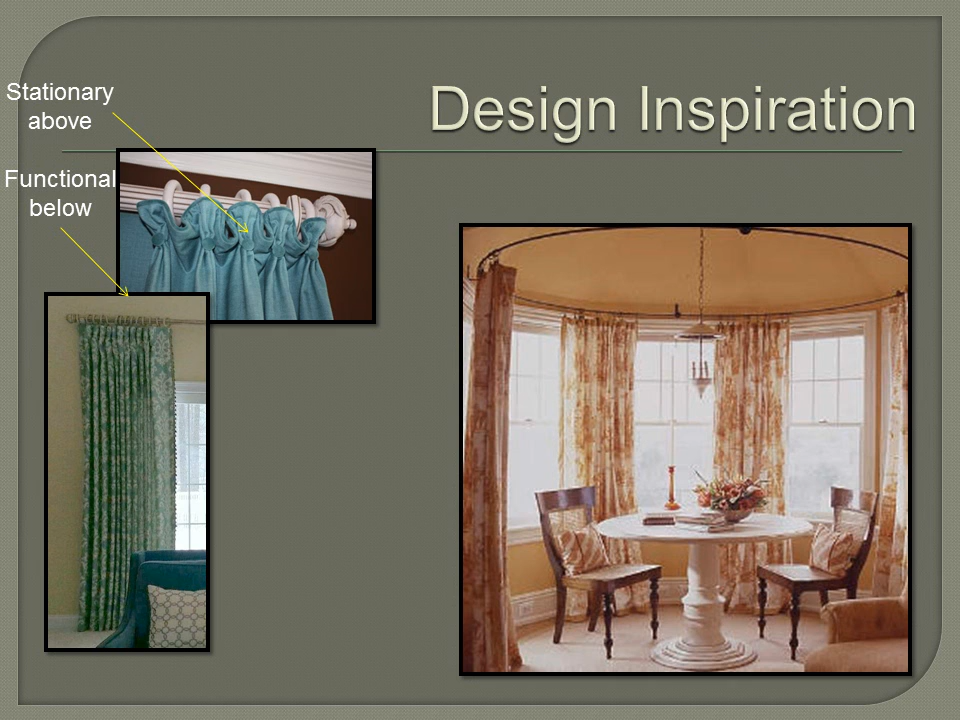 Design Inspiration
Stationary
above
Functional
below